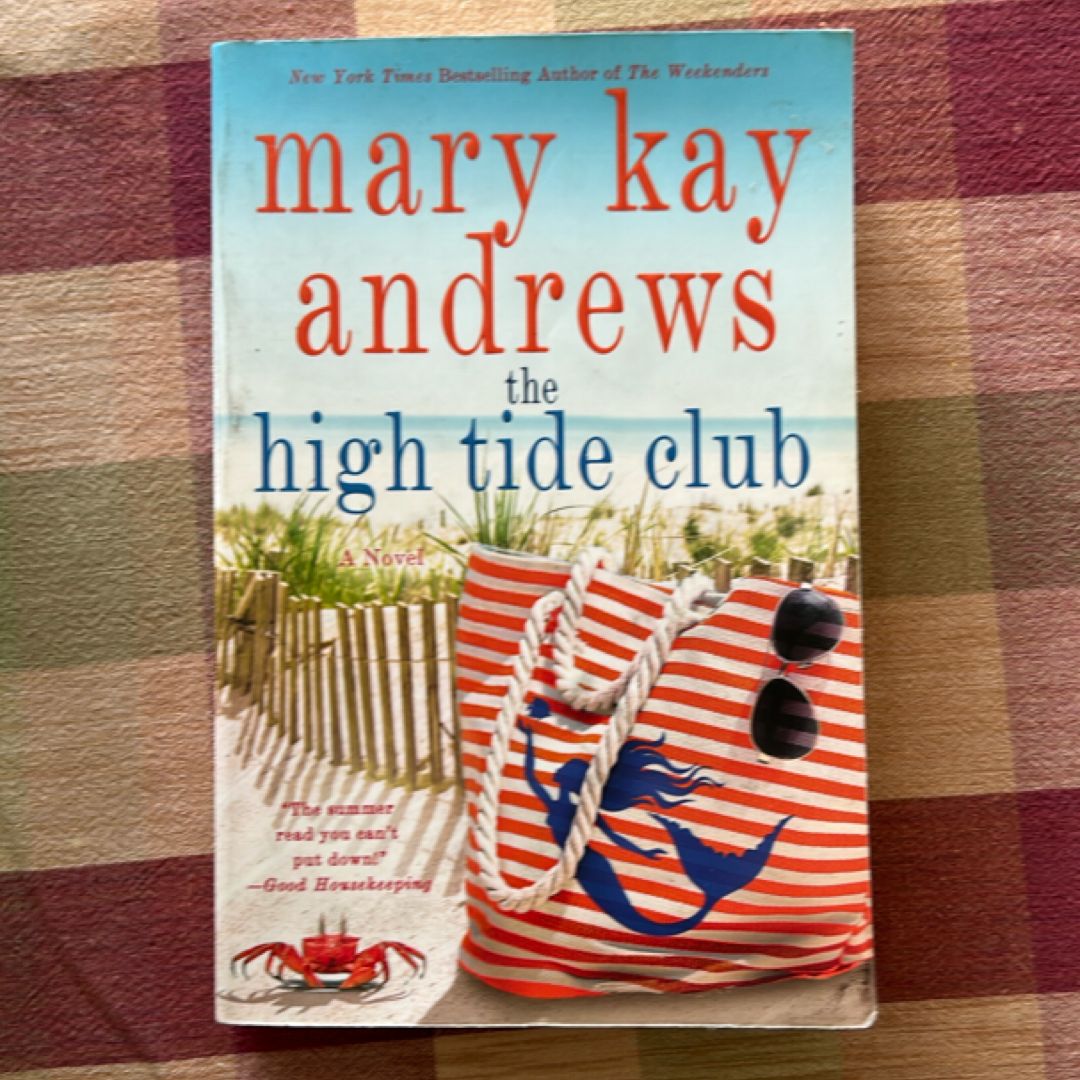 New York Times Bestselling Author of The Weekenders
mary kay
andrews
the
high tide club
A Novel
"The summer
read you can't
put down!"
—Good Housekeeping